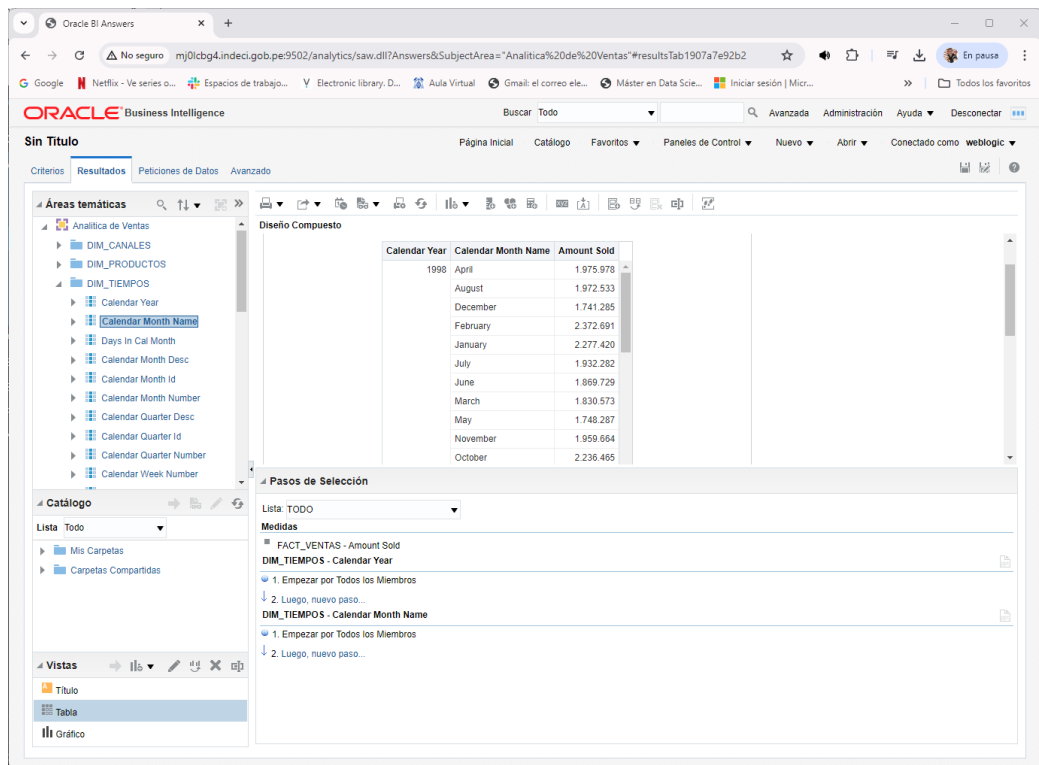 Oracle BI Answers
No seguro mj0lcbg4.indeci.gob.pe:9502/analytics/saw.dll?Answers&SubjectArea="Analitica%20de%20Ventas"#resultsTab1907a7e92b2 En pausa
Google Netflix - Ve series o... Espacios de trabajo... Electronic library. D... Aula Virtual Gmail: el correo ele... Máster en Data Scie... Iniciar sesión | Micr... » Todos los favoritos
ORACLE Business Intelligence Buscar Todo Avanzada Administración Ayuda Desconectar
Sin Titulo Página Inicial Catálogo Favoritos Paneles de Control Nuevo Abrir Conectado como weblogic
Criterios Resultados Peticiones de Datos Avanzado
Áreas temáticas
Analitica de Ventas
DIM_CANALES
DIM_PRODUCTOS
DIM_TIEMPOS
Calendar Year
Calendar Month Name
Days In Cal Month
Calendar Month Desc
Calendar Month Id
Calendar Month Number
Calendar Quarter Desc
Calendar Quarter Id
Calendar Quarter Number
Calendar Week Number
Catálogo
Lista Todo
Mis Carpetas
Carpetas Compartidas
Vistas
Título
Tabla
Gráfico
Diseño Compuesto
Calendar Year Calendar Month Name Amount Sold
1998 April 1.975.978
August 1.972.533
December 1.741.285
February 2.372.691
January 2.277.420
July 1.932.282
June 1.869.729
March 1.830.573
May 1.748.287
November 1.959.664
October 2.236.465
Pasos de Selección
Lista: TODO
Medidas
FACT_VENTAS - Amount Sold
DIM_TIEMPOS - Calendar Year
1. Empezar por Todos los Miembros
2. Luego, nuevo paso...
DIM_TIEMPOS - Calendar Month Name
1. Empezar por Todos los Miembros
2. Luego, nuevo paso...